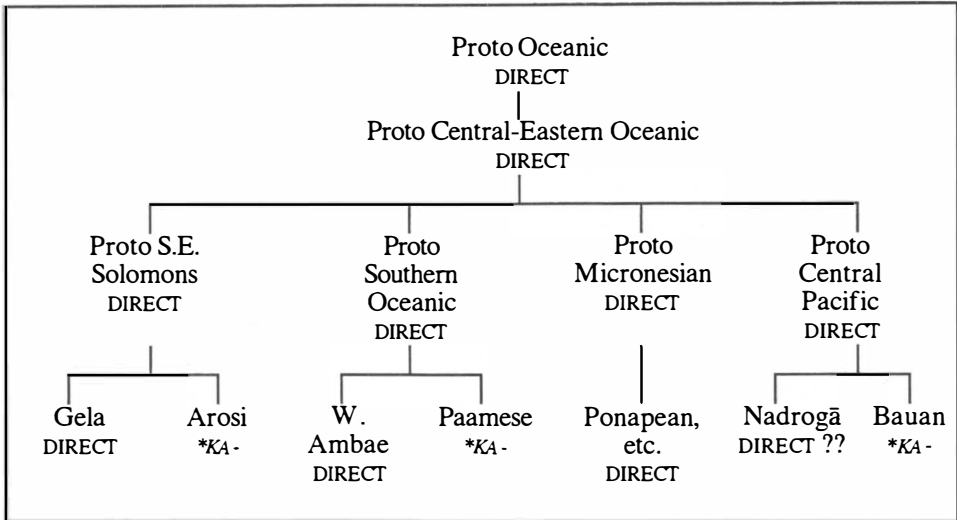 Proto Oceanic
DIRECT
Proto Central-Eastern Oceanic
DIRECT
Proto S.E.
Solomons
DIRECT
Proto
Southern
Oceanic
DIRECT
Proto
Micronesian
DIRECT
Proto
Central
Pacific
DIRECT
Gela
DIRECT
Arosi
*KA-
W.
Ambae
DIRECT
Paamese
*KA-
Ponapean,
etc.
DIRECT
Nadrogā
DIRECT ??
Bauan
*KA-